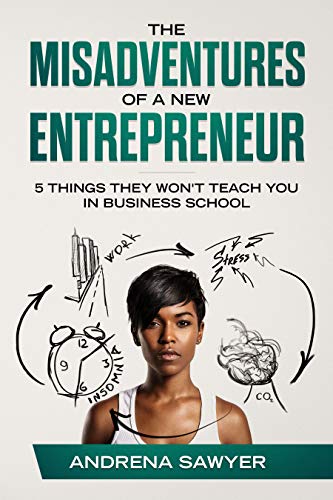 THE
MISADVENTURES
OF A NEW
ENTREPRENEUR
5 THINGS THEY WON'T TEACH YOU
IN BUSINESS SCHOOL
WORK
STRESS
12
9
3
6
INSOMNIA
CO₂
ANDRENA SAWYER